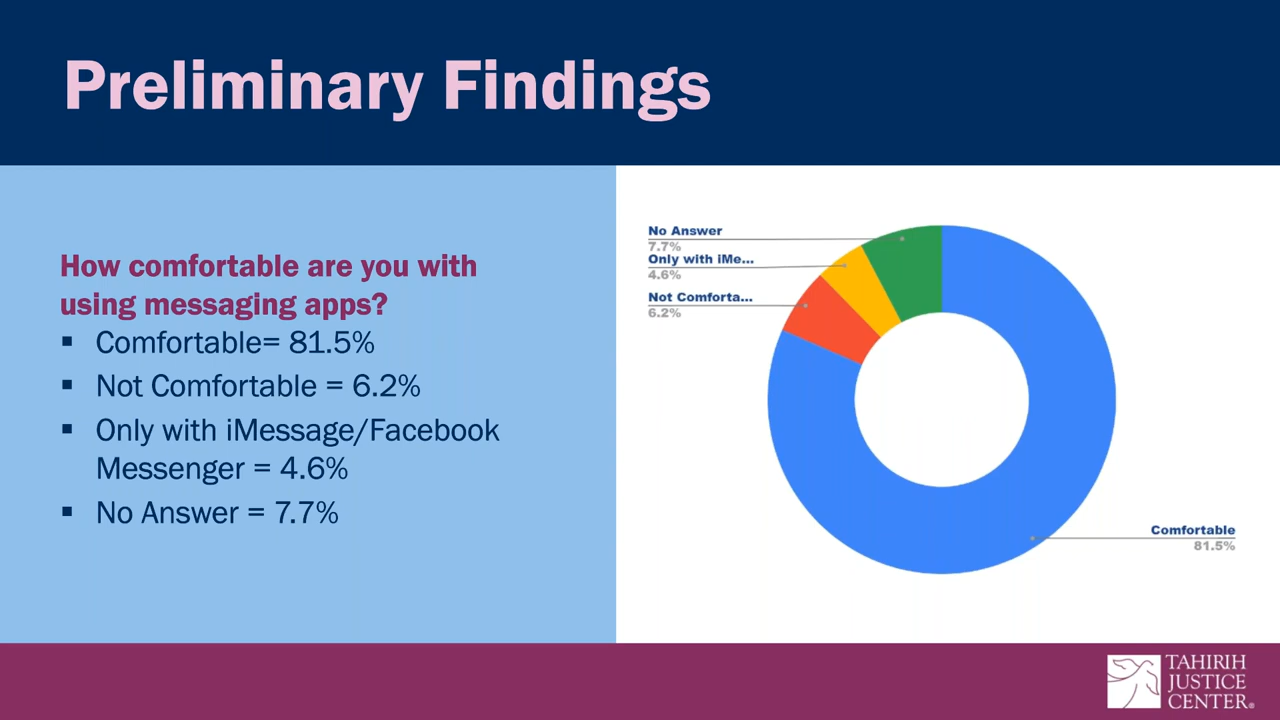 Preliminary Findings
How comfortable are you with
using messaging apps?
▪ Comfortable= 81.5%
▪ Not Comfortable = 6.2%
▪ Only with iMessage/Facebook
Messenger = 4.6%
▪ No Answer = 7.7%
No Answer
7.7%
Only with iMe...
4.6%
Not Comforta...
6.2%
Comfortable
81.5%
TAHIRIH
JUSTICE
CENTER®